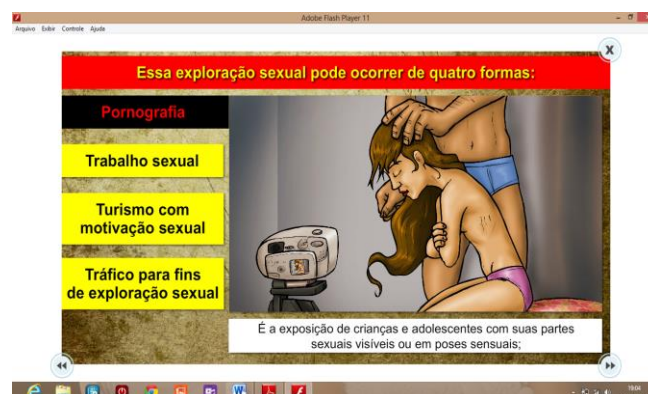 Adobe Flash Player 11
Arquivo Exibir Controle Ajuda
X
Essa exploração sexual pode ocorrer de quatro formas:
Pornografia
Trabalho sexual
Turismo com
motivação sexual
Tráfico para fins
de exploração sexual
É a exposição de crianças e adolescentes com suas partes
sexuais visíveis ou em poses sensuais;
19:04